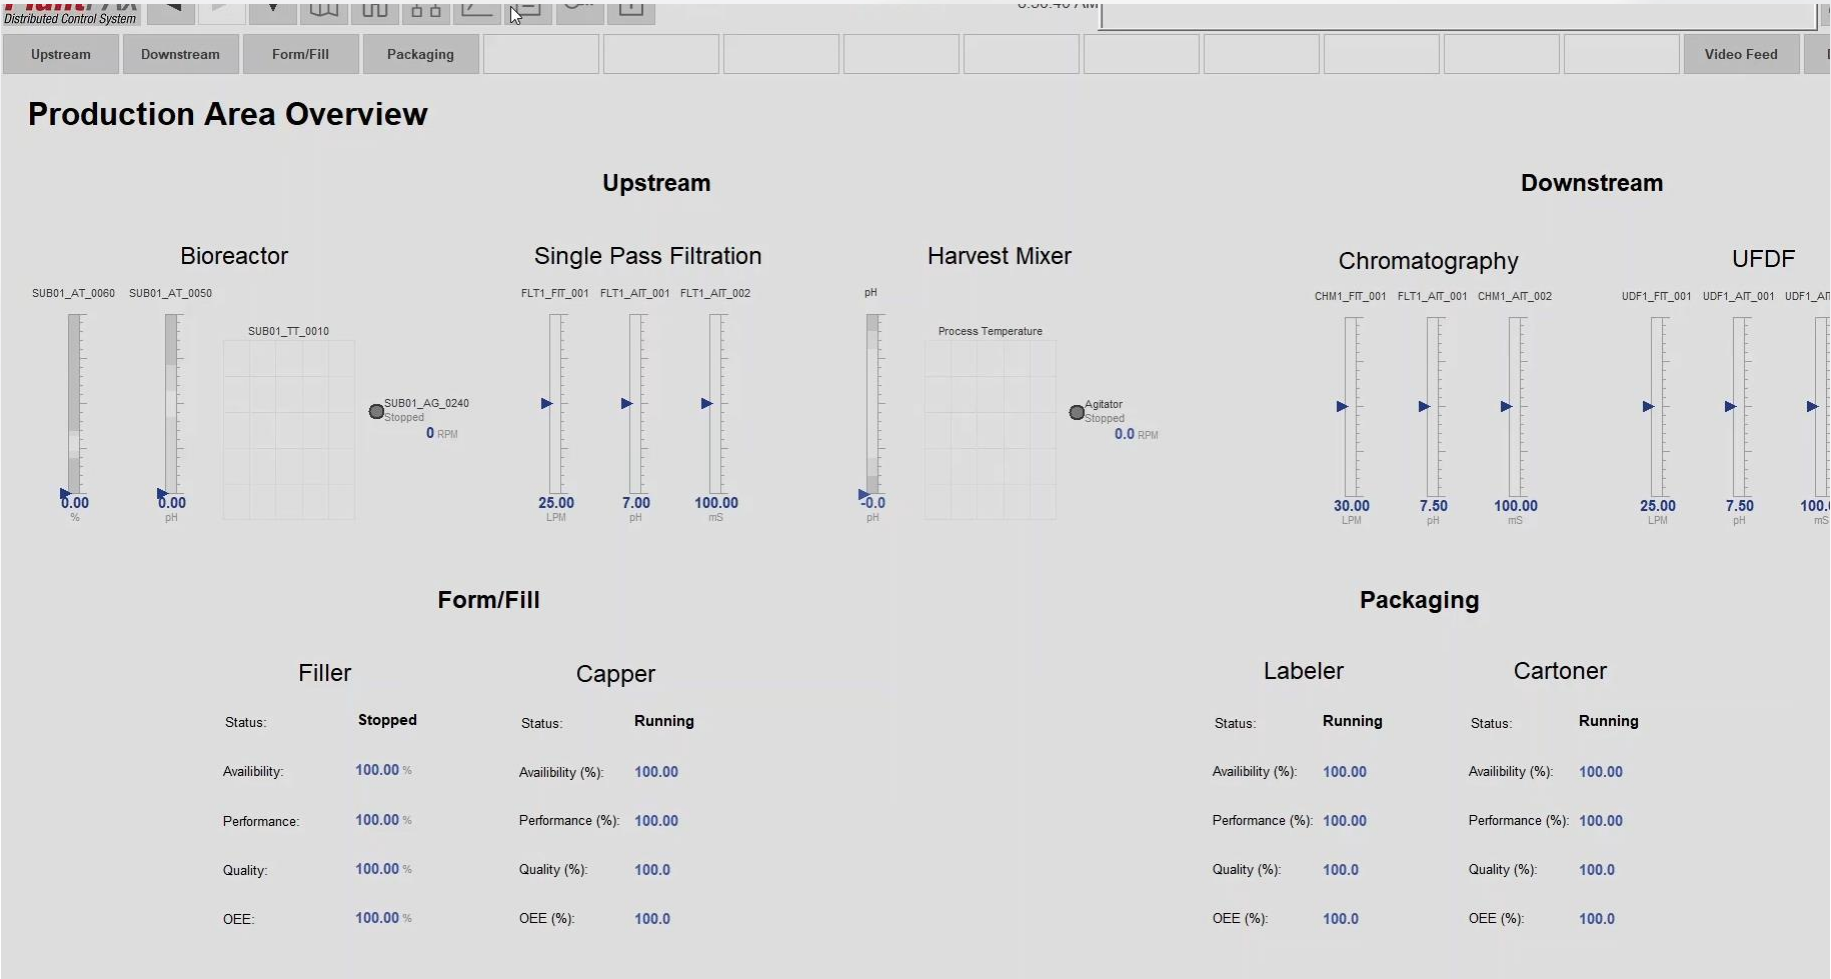 PlantPAx
Distributed Control System
Upstream Downstream Form/Fill Packaging Video Feed
Production Area Overview
Upstream
Downstream
Bioreactor
Single Pass Filtration
Harvest Mixer
Chromatography
UFDF
SUB01_AT_0060 SUB01_AT_0050
SUB01_TT_0010
SUB01_AG_0240
Stopped
0 RPM
0.00 0.00
% pH
FLT1_FIT_001 FLT1_AIT_001 FLT1_AIT_002
25.00 7.00 100.00
LPM pH mS
pH
-0.0
pH
Process Temperature
Agitator
Stopped
0.0 RPM
CHM1_FIT_001 FLT1_AIT_001 CHM1_AIT_002
30.00 7.50 100.00
LPM pH mS
UDF1_FIT_001 UDF1_AIT_001
25.00 7.50 100.
LPM pH mS
Form/Fill
Packaging
Filler
Status: Stopped
Availibility: 100.00 %
Performance: 100.00 %
Quality: 100.00 %
OEE: 100.00 %
Capper
Status: Running
Availibility (%): 100.00
Performance (%): 100.00
Quality (%): 100.0
OEE (%): 100.0
Labeler
Status: Running
Availibility (%): 100.00
Performance (%): 100.00
Quality (%): 100.0
OEE (%): 100.0
Cartoner
Status: Running
Availibility (%): 100.00
Performance (%): 100.00
Quality (%): 100.0
OEE (%): 100.0